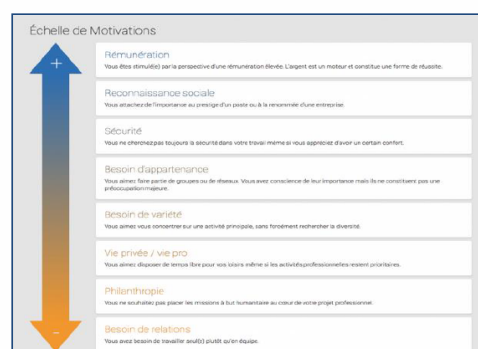 Échelle de Motivations
+
Rémunération
Vous êtes stimulé(e) par la perspective d'une rémunération élevée. L'argent est un moteur et constitue une forme de réussite.
Reconnaissance sociale
Vous attachez de l'importance au prestige d'un poste ou à la renommée d'une entreprise.
Sécurité
Vous ne cherchez pas toujours la sécurité dans votre travail même si vous appréciez d'avoir un certain confort.
Besoin d'appartenance
Vous aimez faire partie de groupes ou de réseaux. Vous avez conscience de leur importance mais ils ne constituent pas une
préoccupation majeure.
Besoin de variété
Vous aimez vous concentrer sur une activité principale, sans forcément rechercher la diversité.
Vie privée / vie pro
Vous aimez disposer de temps libre pour vos loisirs même si les activités professionnelles restent prioritaires.
Philanthropie
Vous ne souhaitez pas placer les missions à but humanitaire au cœur de votre projet professionnel.
Besoin de relations
Vous avez besoin de travailler seul(e) plutôt qu'en équipe.
-